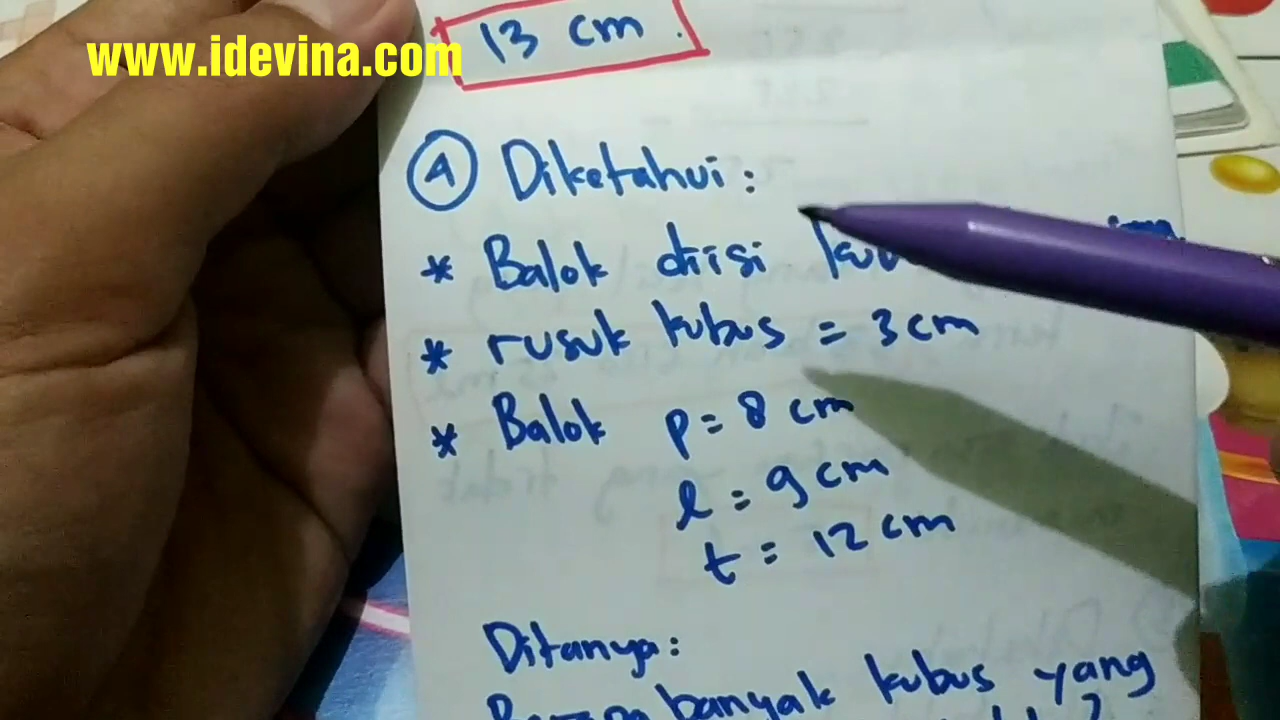 www.idevina.com
13 cm.
4 Diketahui:
* Balok diisi
* rusuk kubus = 3 cm
* Balok p = 8 cm
l = 9 cm
t = 12 cm
Ditanya:
banyak kubus yang